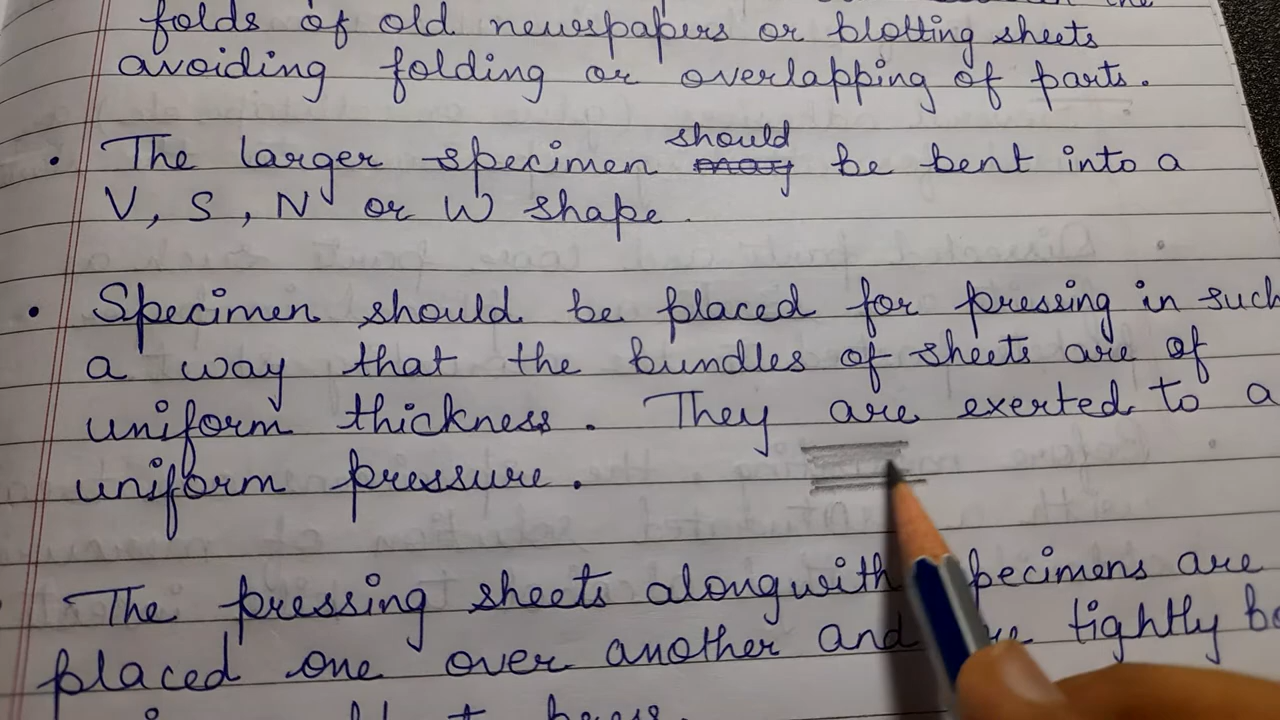 folds of old newspapers or blotting sheets
avoiding folding or overlapping of parts.
• The larger specimen should may be bent into a
V, S, N or W shape.
• Specimen should be placed for pressing in such
a way that the bundles of sheets are of
uniform thickness. They are exerted to a
uniform pressure.
The pressing sheets alongwith specimens are
placed one over another and tightly